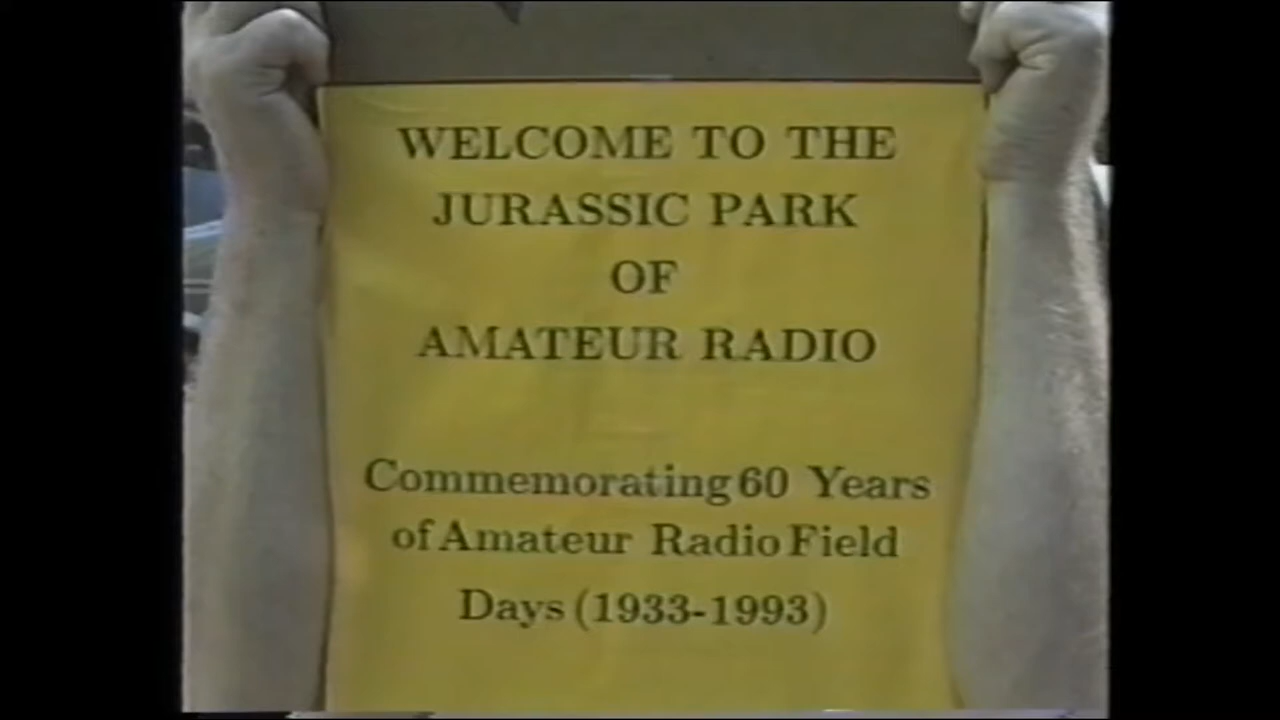 WELCOME TO THE
JURASSIC PARK
OF
AMATEUR RADIO
Commemorating 60 Years
of Amateur Radio Field
Days (1933-1993)